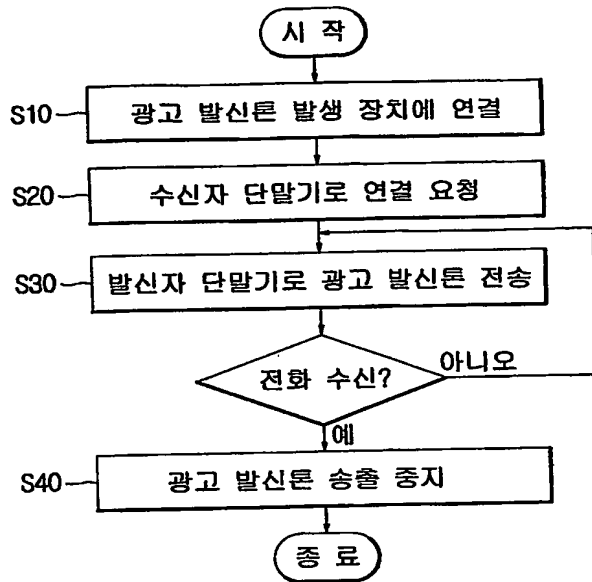 시 작
S10
광고 발신톤 발생 장치에 연결
S20
수신자 단말기로 연결 요청
S30
발신자 단말기로 광고 발신톤 전송
전화 수신?
아니오
예
S40
광고 발신톤 송출 중지
종 료